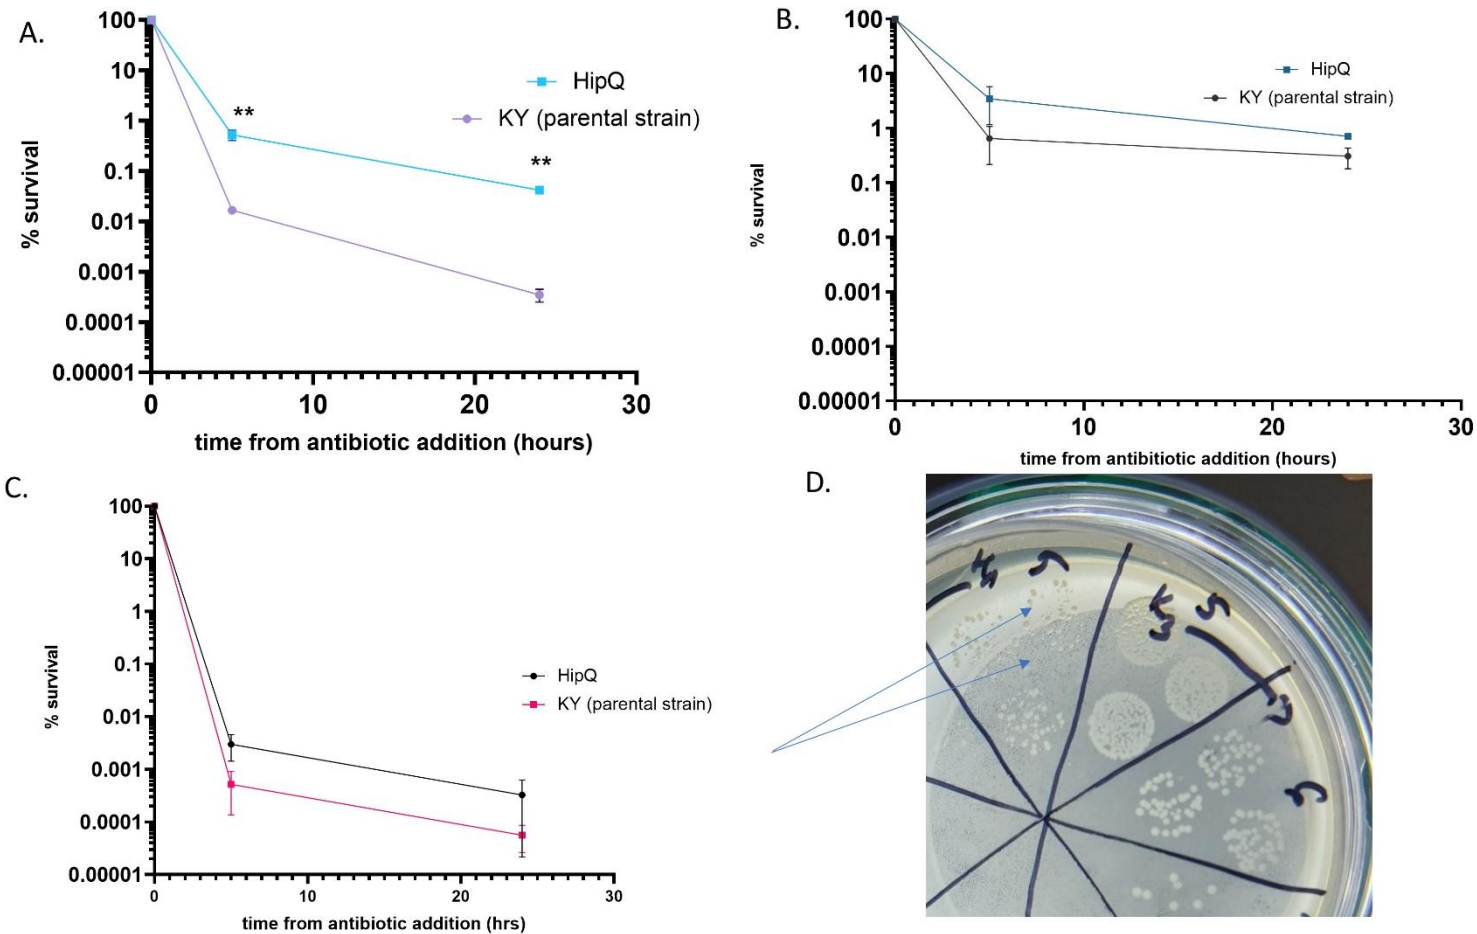 A.
100
10
1
0.1
0.01
0.001
0.0001
0.00001
% survival
**
**
HipQ
KY (parental strain)
0 10 20 30
time from antibiotic addition (hours)
B.
100
10
1
0.1
0.01
0.001
0.0001
0.00001
% survival
HipQ
KY (parental strain)
0 10 20 30
time from antibitiotic addition (hours)
C.
100
10
1
0.1
0.01
0.001
0.0001
0.00001
% survival
HipQ
KY (parental strain)
0 10 20 30
time from antibiotic addition (hrs)
D.